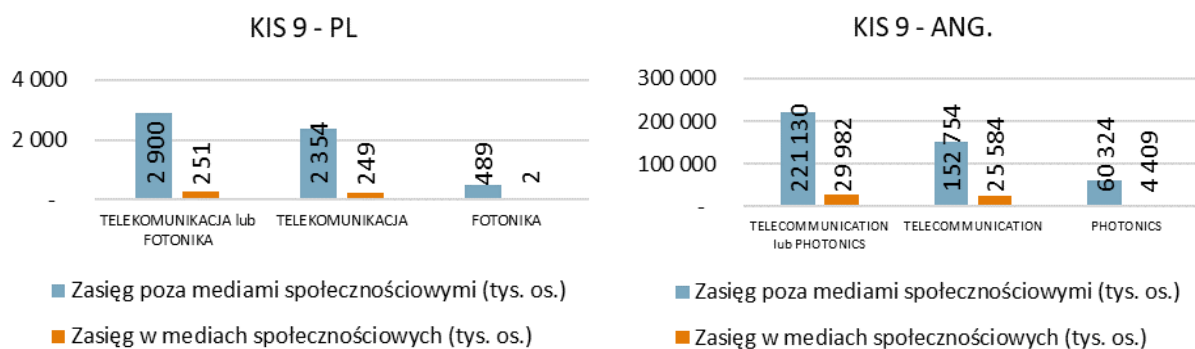 KIS 9 - PL
4 000
2 000
-
2 900
251
2 354
249
489
2
TELEKOMUNIKACJA lub
FOTONIKA
TELEKOMUNIKACJA
FOTONIKA
Zasięg poza mediami społecznościowymi (tys. os.)
Zasięg w mediach społecznościowych (tys. os.)
KIS 9 - ANG.
300 000
200 000
100 000
-
221 130
29 982
152 754
25 584
60 324
4 409
TELECOMMUNICATION
lub PHOTONICS
TELECOMMUNICATION
PHOTONICS
Zasięg poza mediami społecznościowymi (tys. os.)
Zasięg w mediach społecznościowych (tys. os.)